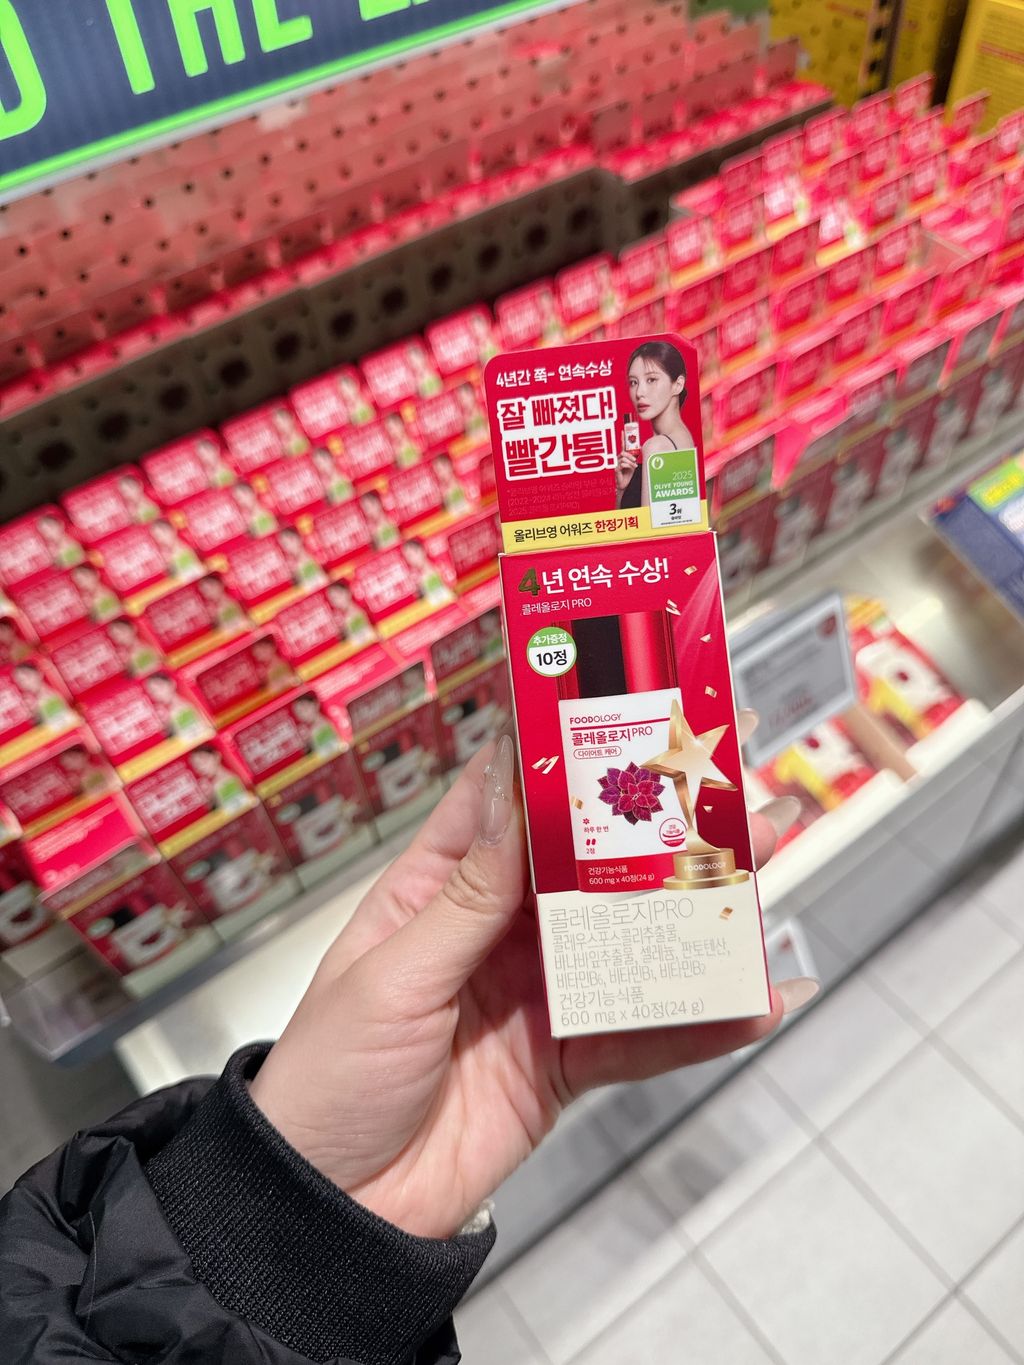 THE
4년간 쭉- 연속수상
잘 빠졌다!
빨간통!
2025
OLIVE YOUNG
AWARDS
3위
올리브영 어워즈 한정기획
4년 연속 수상!
콜레올로지 PRO
추가증정
10정
FOODOLOGY
콜레올로지 PRO
다이어트 케어
하루 한 번
2정
건강기능식품
600 mg x 40정(24 g)
FOODOLOGY
콜레올로지PRO
콜레우스포스콜리추출물,
바나바잎추출물, 셀레늄, 판토텐산,
비타민B6, 비타민B1, 비타민B2
건강기능식품
600 mg x 40정(24 g)